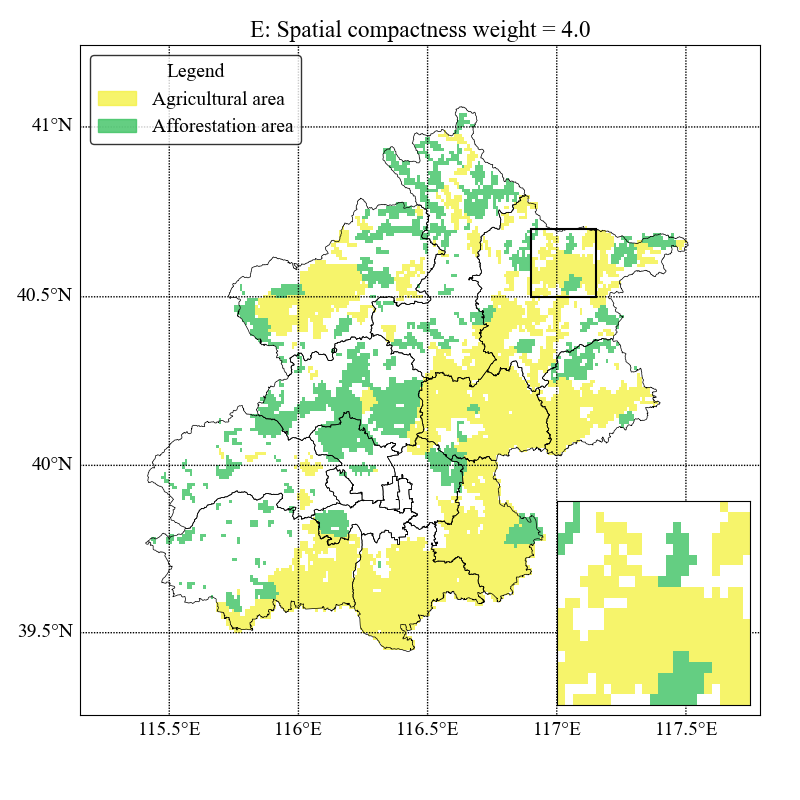 E: Spatial compactness weight = 4.0
Legend
Agricultural area
Afforestation area
41°N
40.5°N
40°N
39.5°N
115.5°E
116°E
116.5°E
117°E
117.5°E